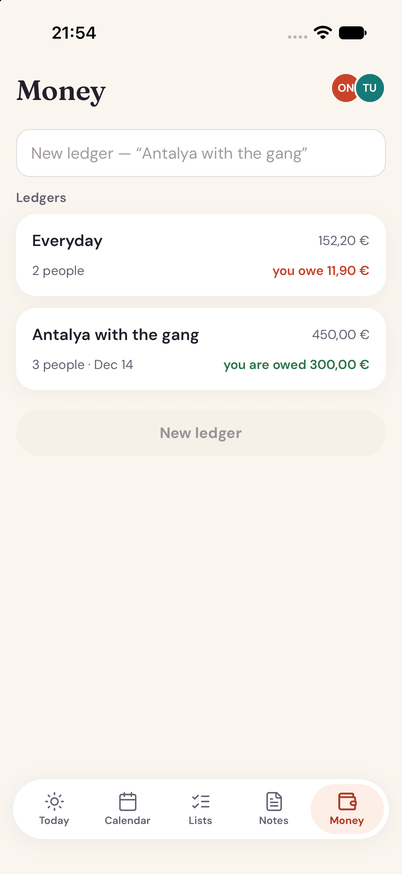 21:54
Money
ON TU
New ledger — “Antalya with the gang”
Ledgers
Everyday 152,20 €
2 people you owe 11,90 €
Antalya with the gang 450,00 €
3 people · Dec 14 you are owed 300,00 €
New ledger
Today Calendar Lists Notes Money